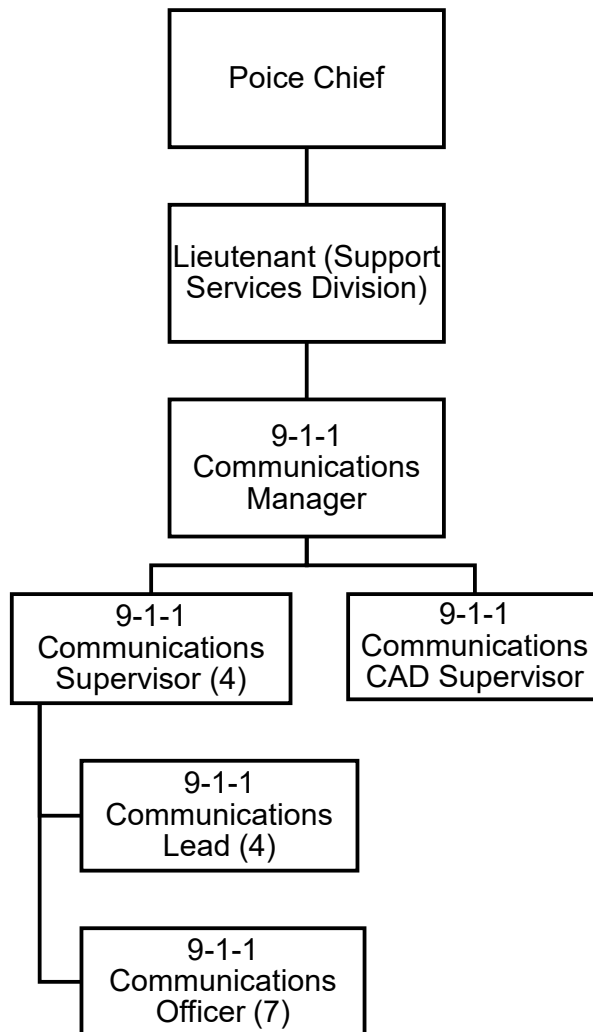 Poice Chief
Lieutenant (Support
Services Division)
9-1-1
Communications
Manager
9-1-1
Communications
Supervisor (4)
9-1-1
Communications
CAD Supervisor
9-1-1
Communications
Lead (4)
9-1-1
Communications
Officer (7)